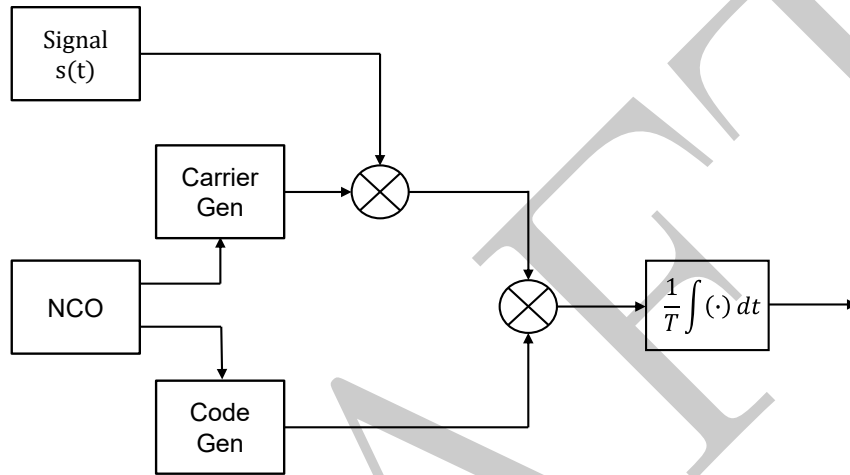 Signal
s(t)
Carrier
Gen
NCO
1/T ∫(·) dt
Code
Gen